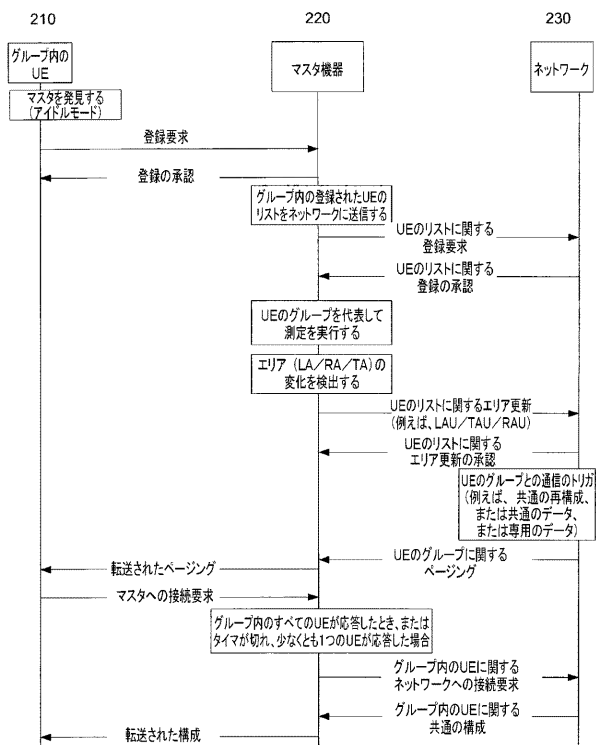 210
220
230
グループ内の
UE
マスタ機器
ネットワーク
マスタを発見する
(アイドルモード)
登録要求
登録の承認
グループ内の登録されたUEの
リストをネットワークに送信する
UEのリストに関する
登録要求
UEのリストに関する
登録の承認
UEのグループを代表して
測定を実行する
エリア (LA/RA/TA)の
変化を検出する
UEのリストに関するエリア更新
(例えば、LAU/TAU/RAU)
UEのリストに関する
エリア更新の承認
UEのグループとの通信のトリガ
(例えば、 共通の再構成、
または共通のデータ、
または専用のデータ)
UEのグループに関する
ページング
転送されたページング
マスタへの接続要求
グループ内のすべてのUEが応答したとき、または
タイマが切れ、少なくとも1つのUEが応答した場合
グループ内のUEに関する
ネットワークへの接続要求
グループ内のUEに関する
共通の構成
転送された構成